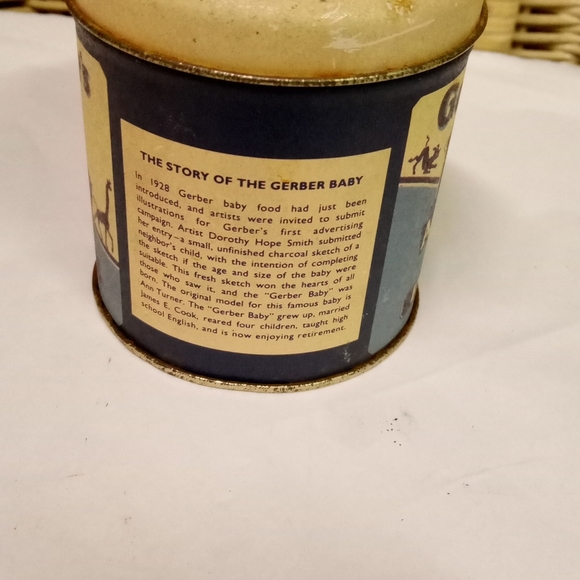 THE STORY OF THE GERBER BABY
In 1928 Gerber baby food had just been
introduced, and artists were invited to submit
illustrations for Gerber's first advertising
campaign. Artist Dorothy Hope Smith submitted
her entry—a small, unfinished charcoal sketch of a
neighbor's child, with the intention of completing
the sketch if the age and size of the baby were
suitable. This fresh sketch won the hearts of all
those who saw it, and the "Gerber Baby" was
born. The original model for this famous baby is
Ann Turner. The "Gerber Baby" grew up, married
James E. Cook, reared four children, taught high
school English, and is now enjoying retirement.